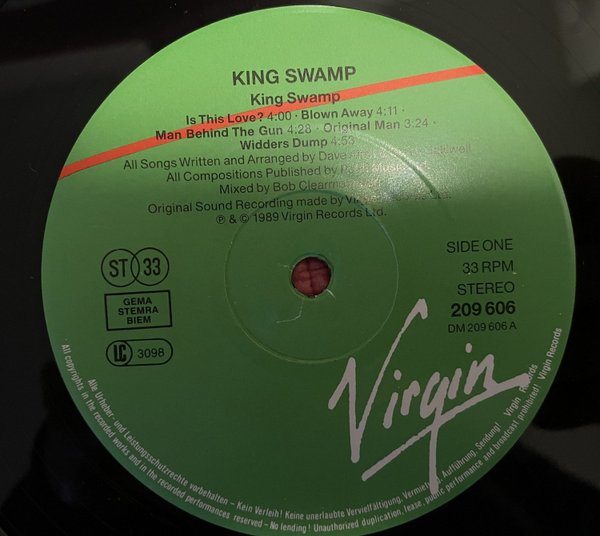 KING SWAMP
King Swamp
Is This Love? 4:00 · Blown Away 4:11 ·
Man Behind The Gun 4:28 · Original Man 3:24 ·
Widders Dump 4:53
All Songs Written and Arranged by Dave
All Compositions Published by
Mixed by Bob Clearmountain
Original Sound Recording made by Virgin
℗ & © 1989 Virgin Records Ltd.
ST 33
GEMA
STEMRA
BIEM
LC 3098
SIDE ONE
33 RPM
STEREO
209 606
DM 209 606 A
Virgin
Alle Urheber- und Leistungsschutzrechte vorbehalten – Kein Verleih! Keine unerlaubte Vervielfältigung, Vermietung, Aufführung, Sendung! Virgin Records
All copyrights in the recorded works and in the recorded performances reserved – No lending! Unauthorized duplication, lease, public performance and broadcast prohibited! Virgin Records